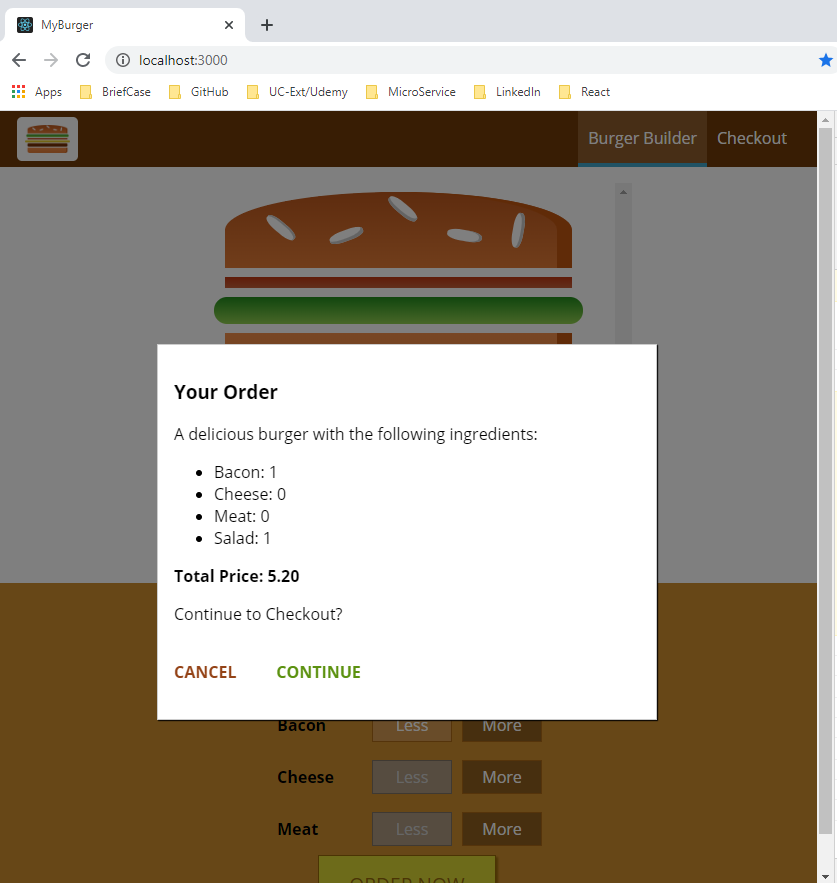 MyBurger
localhost:3000
Apps BriefCase GitHub UC-Ext/Udemy MicroService LinkedIn React
Burger Builder Checkout
Your Order
A delicious burger with the following ingredients:
Bacon: 1
Cheese: 0
Meat: 0
Salad: 1
Total Price: 5.20
Continue to Checkout?
CANCEL CONTINUE
Bacon Less More
Cheese Less More
Meat Less More
ORDER NOW